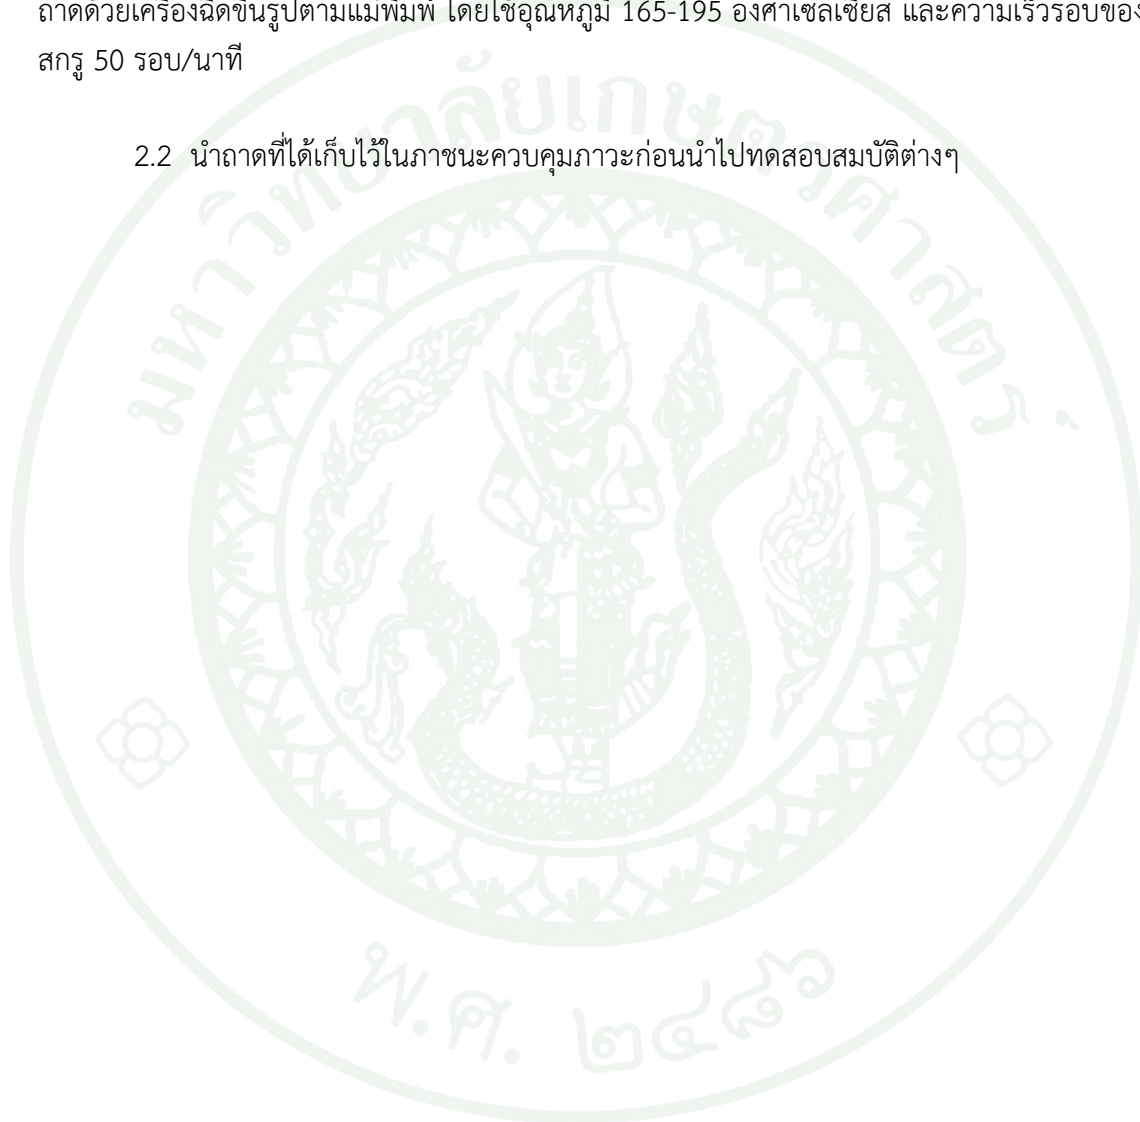 ถาดด้วยเครื่องฉีดขึ้นรูปตามแม่พิมพ์ โดยใช้อุณหภูมิ 165-195 องศาเซลเซียส และความเร็วรอบของ
สกรู 50 รอบ/นาที
2.2 นำถาดที่ได้เก็บไว้ในภาชนะควบคุมภาวะก่อนนำไปทดสอบสมบัติต่างๆ
มหาวิทยาลัยเกษตรศาสตร์
พ.ศ. ๒๔๘๖